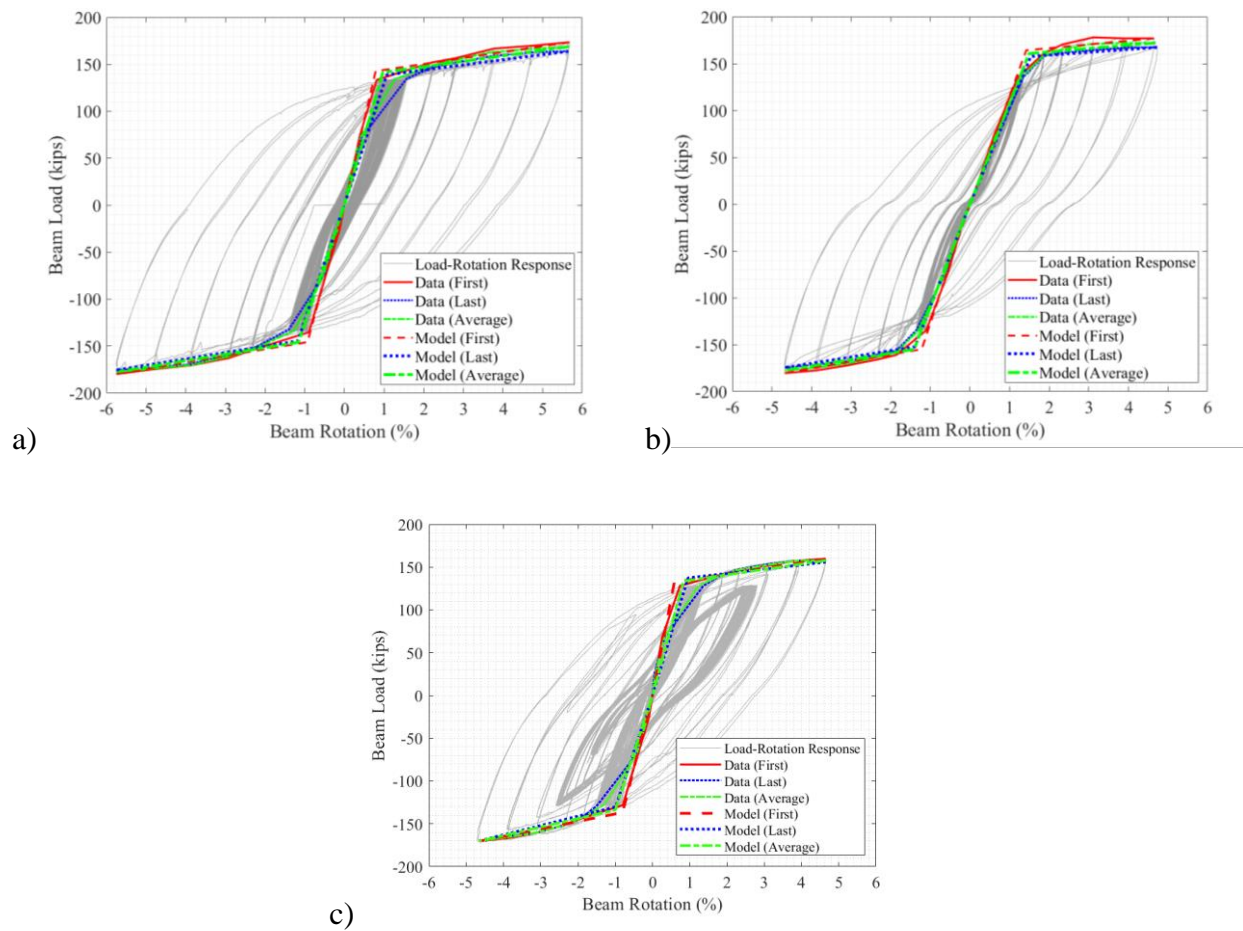 200
150
100
50
0
-50
-100
-150
-200
Beam Load (kips)
Load-Rotation Response
Data (First)
Data (Last)
Data (Average)
Model (First)
Model (Last)
Model (Average)
-6 -5 -4 -3 -2 -1 0 1 2 3 4 5 6
Beam Rotation (%)
a)
200
150
100
50
0
-50
-100
-150
-200
Beam Load (kips)
Load-Rotation Response
Data (First)
Data (Last)
Data (Average)
Model (First)
Model (Last)
Model (Average)
-6 -5 -4 -3 -2 -1 0 1 2 3 4 5 6
Beam Rotation (%)
b)
200
150
100
50
0
-50
-100
-150
-200
Beam Load (kips)
Load-Rotation Response
Data (First)
Data (Last)
Data (Average)
Model (First)
Model (Last)
Model (Average)
-6 -5 -4 -3 -2 -1 0 1 2 3 4 5 6
Beam Rotation (%)
c)